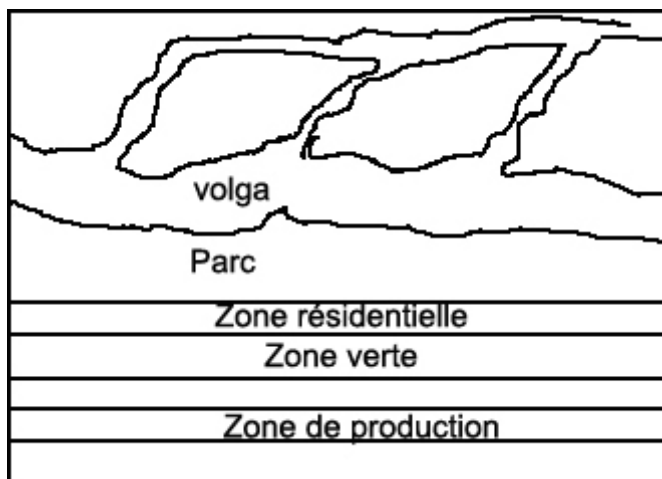 volga
Parc
Zone résidentielle
Zone verte
Zone de production